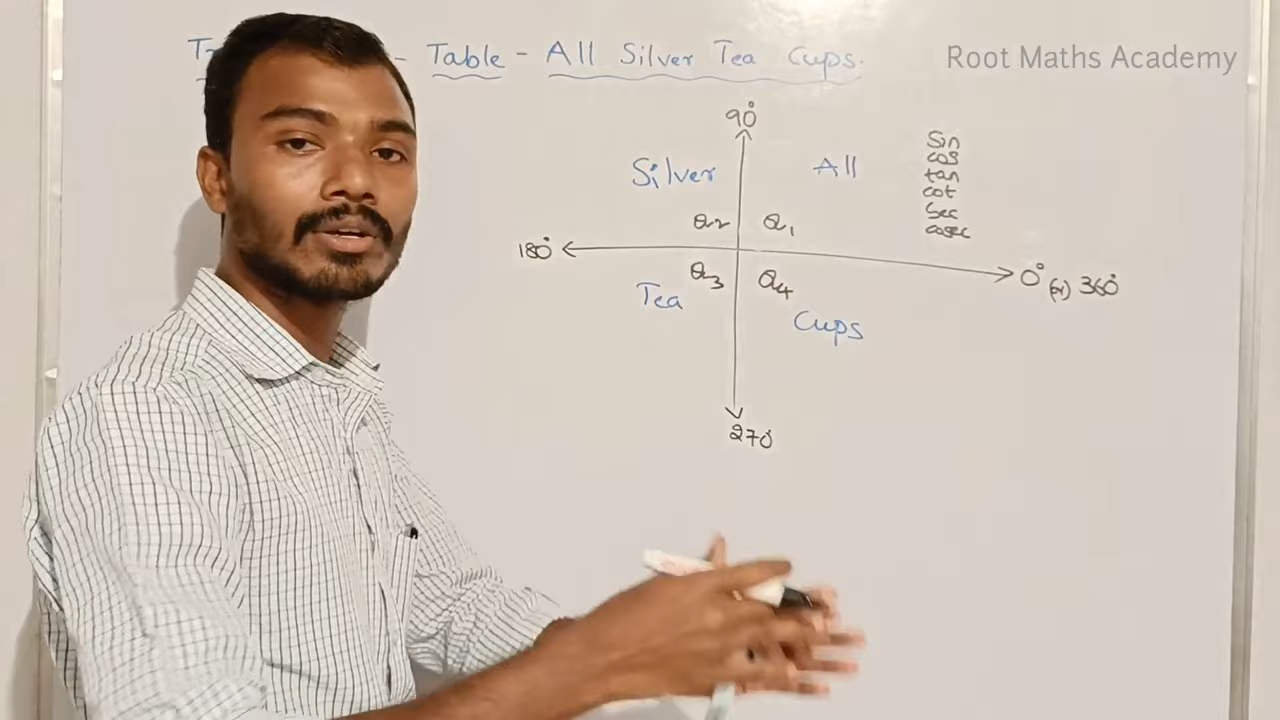 - Table - All Silver Tea Cups.
Root Maths Academy
90°
Silver
All
Sin
cos
tan
cot
Sec
cosec
Q2
Q1
180°
0° (or) 360°
Q3
Q4
Tea
Cups
270°